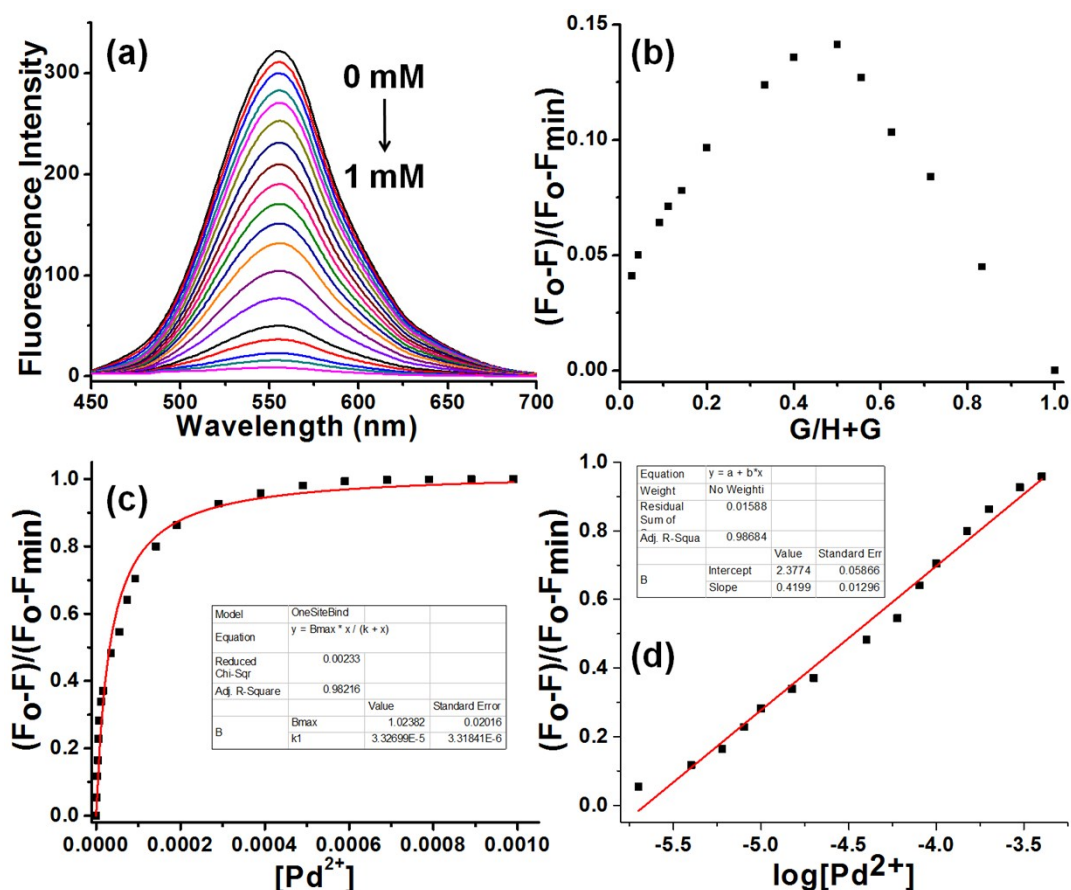 (a)
0 mM
1 mM
Fluorescence Intensity
300
200
100
0
450 500 550 600 650 700
Wavelength (nm)
(b)
(Fo-F)/(Fo-Fmin)
0.15
0.10
0.05
0.00
0.0 0.2 0.4 0.6 0.8 1.0
G/H+G
(c)
(Fo-F)/(Fo-Fmin)
1.0
0.8
0.6
0.4
0.2
0.0
Model OneSiteBind
Equation y = Bmax * x / (k + x)
Reduced Chi-Sqr 0.00233
Adj. R-Square 0.98216
Value Standard Error
B Bmax 1.02382 0.02016
k1 3.32699E-5 3.31841E-6
0.0000 0.0002 0.0004 0.0006 0.0008 0.0010
[Pd2+]
(d)
(Fo-F)/(Fo-Fmin)
1.0
0.8
0.6
0.4
0.2
0.0
Equation y = a + b*x
Weight No Weighti
Residual Sum of 0.01588
Adj. R-Squa 0.98684
Value Standard Err
B Intercept 2.3774 0.05866
Slope 0.4199 0.01296
-5.5 -5.0 -4.5 -4.0 -3.5
log[Pd2+]